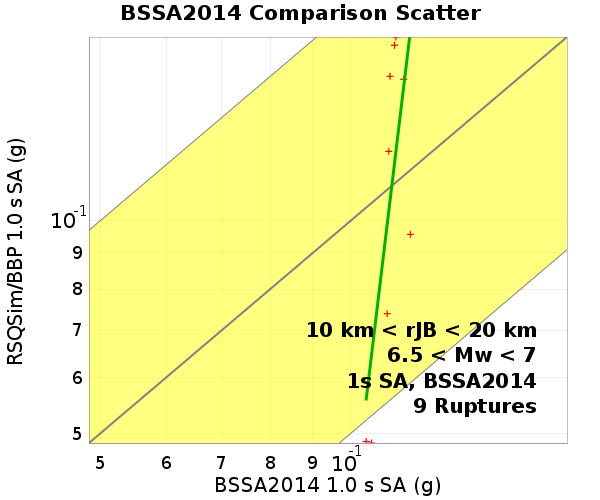 BSSA2014 Comparison Scatter
RSQSim/BBP 1.0 s SA (g)
10-1
9
8
7
6
5
10 km < rJB < 20 km
6.5 < Mw < 7
1s SA, BSSA2014
9 Ruptures
5 6 7 8 9 10-1
BSSA2014 1.0 s SA (g)